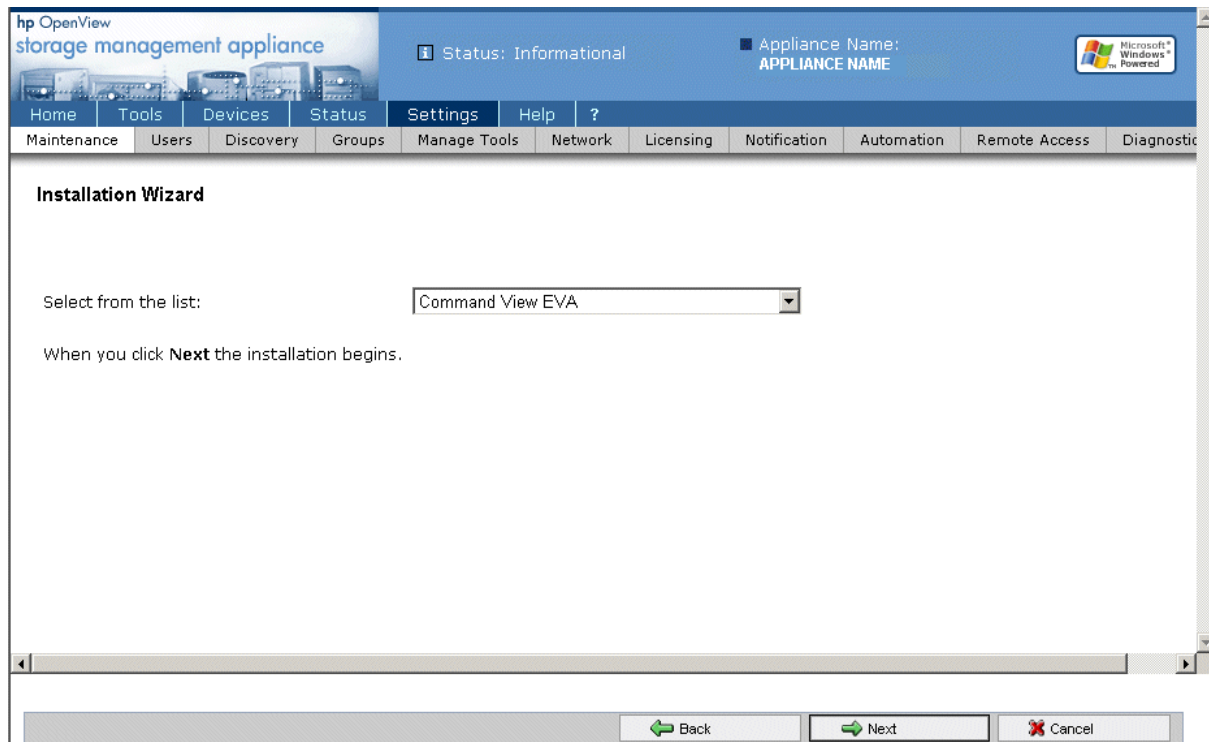 hp OpenView
storage management appliance
i Status: Informational
Appliance Name:
APPLIANCE NAME
Microsoft®
Windows®
TM Powered
Home Tools Devices Status Settings Help ?
Maintenance Users Discovery Groups Manage Tools Network Licensing Notification Automation Remote Access Diagnostic
Installation Wizard
Select from the list: Command View EVA
When you click Next the installation begins.
Back Next Cancel